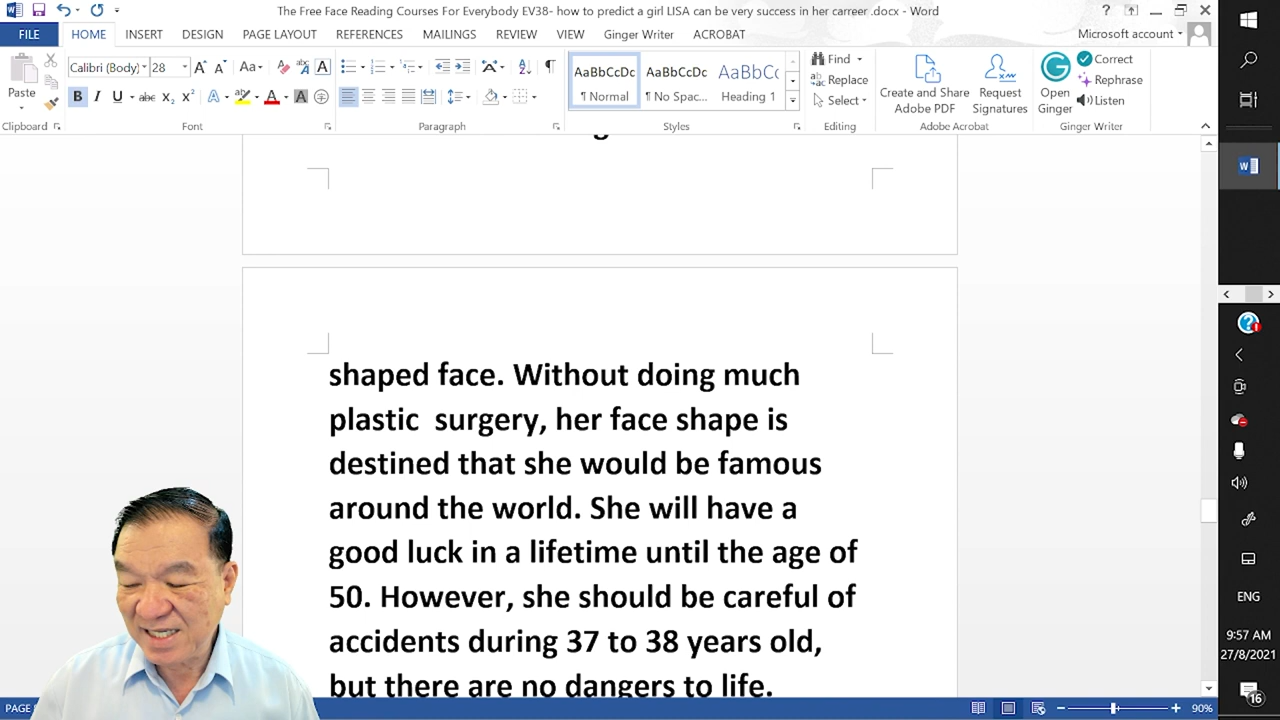 The Free Face Reading Courses For Everybody EV38- how to predict a girl LISA can be very success in her carreer .docx - Word
FILE HOME INSERT DESIGN PAGE LAYOUT REFERENCES MAILINGS REVIEW VIEW Ginger Writer ACROBAT Microsoft account
Calibri (Body) 28
Paste
AaBbCcDc AaBbCcDc AaBbCc
¶ Normal ¶ No Spac... Heading 1
Find
Replace
Select
Create and Share
Adobe PDF
Request
Signatures
Open
Ginger
Correct
Rephrase
Listen
Clipboard Font Paragraph Styles Editing Adobe Acrobat Ginger Writer
shaped face. Without doing much
plastic  surgery, her face shape is
destined that she would be famous
around the world. She will have a
good luck in a lifetime until the age of
50. However, she should be careful of
accidents during 37 to 38 years old,
but there are no dangers to life.
PAGE
90%
ENG
9:57 AM
27/8/2021
16